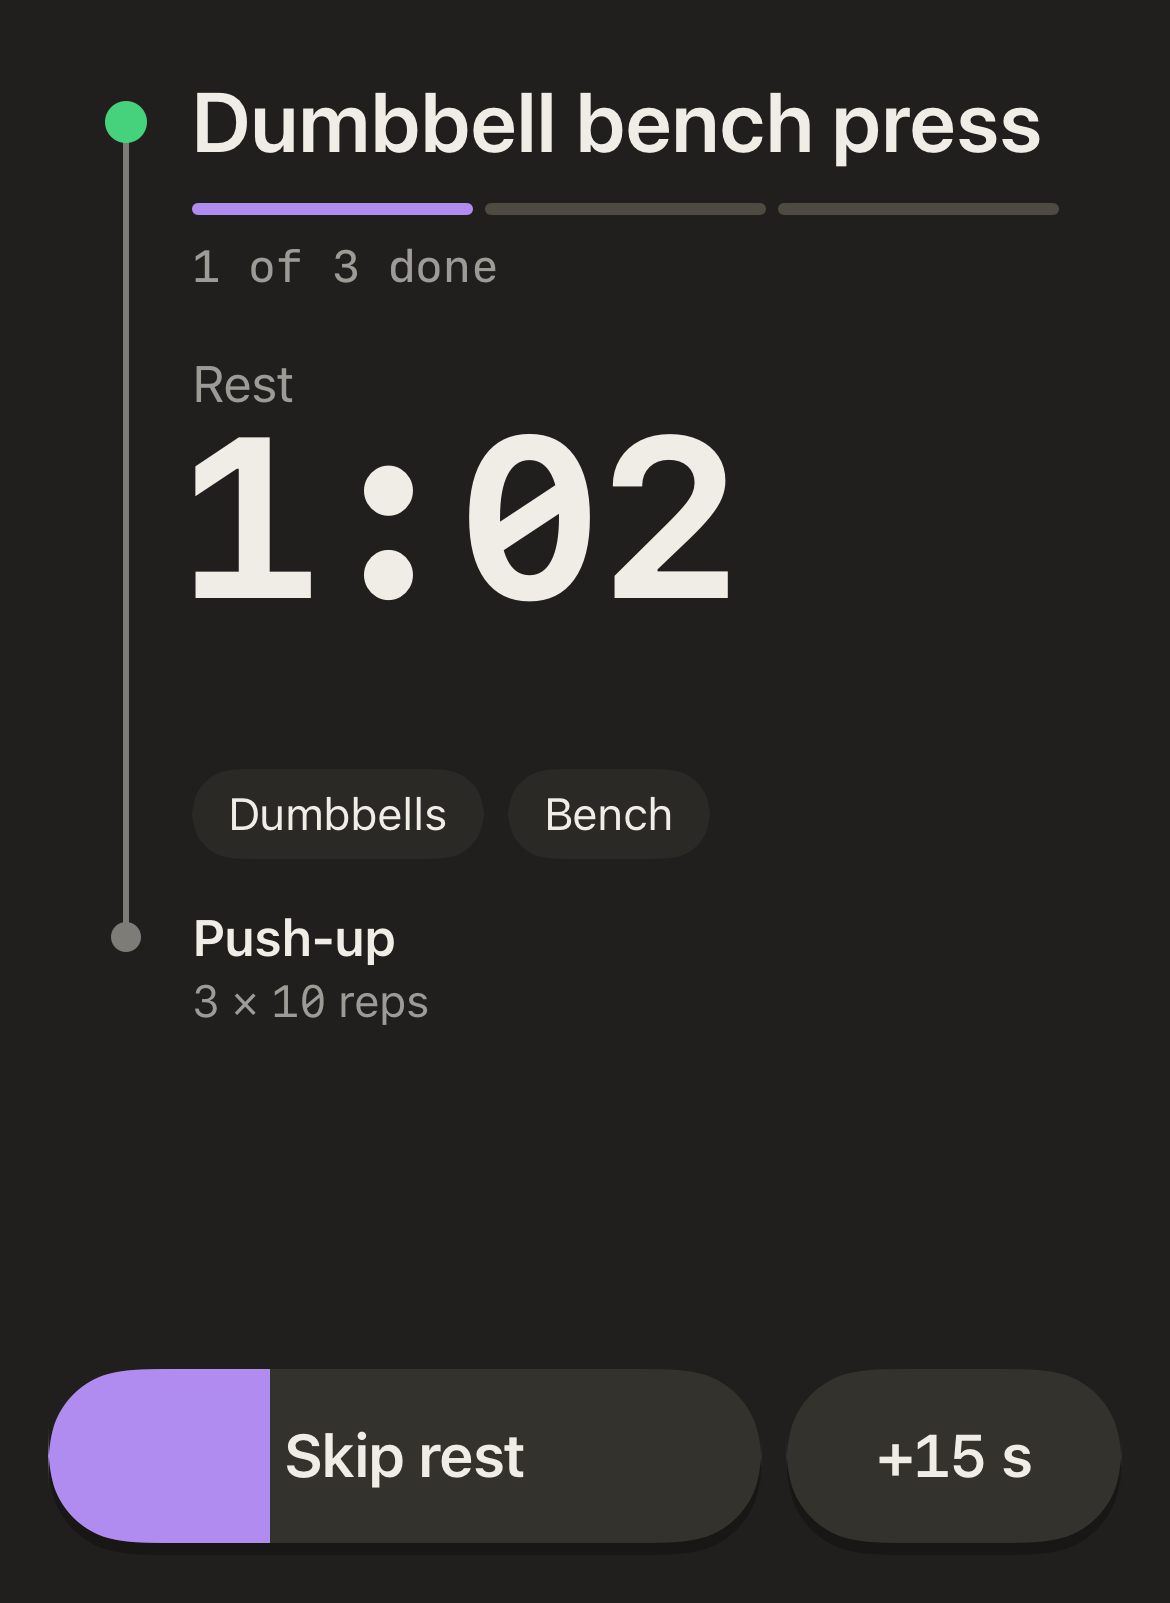 Dumbbell bench press
1 of 3 done
Rest
1:02
Dumbbells Bench
Push-up
3 × 10 reps
Skip rest +15 s